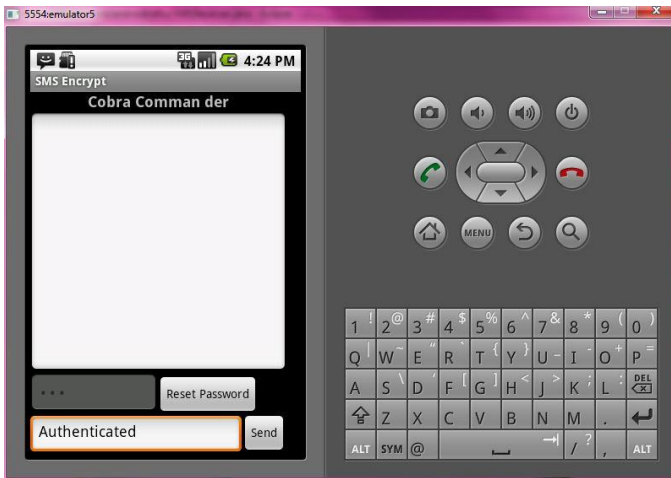 5554:emulator5
3G 4:24 PM
SMS Encrypt
Cobra Comman der
Reset Password
Authenticated
Send
MENU
1 ! 2 @ 3 # 4 $ 5 % 6 ^ 7 & 8 * 9 ( 0 )
Q | W ~ E " R ` T { Y } U - I - O + P =
A S \ D ' F [ G ] H < J > K ; L : DEL
Z X C V B N M .
ALT SYM @ / ? , ALT